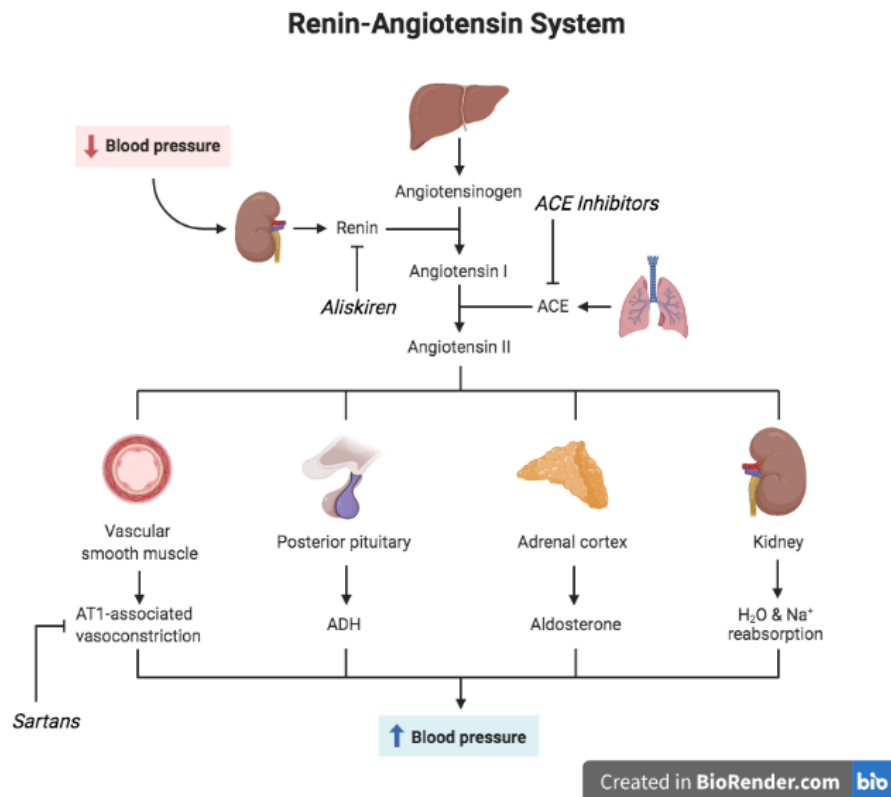 Renin-Angiotensin System
↓ Blood pressure
Angiotensinogen
ACE Inhibitors
Renin
Angiotensin I
Aliskiren
ACE
Angiotensin II
Vascular
smooth muscle
Posterior pituitary
Adrenal cortex
Kidney
AT1-associated
vasoconstriction
ADH
Aldosterone
H₂O & Na⁺
reabsorption
Sartans
↑ Blood pressure
Created in BioRender.com bio